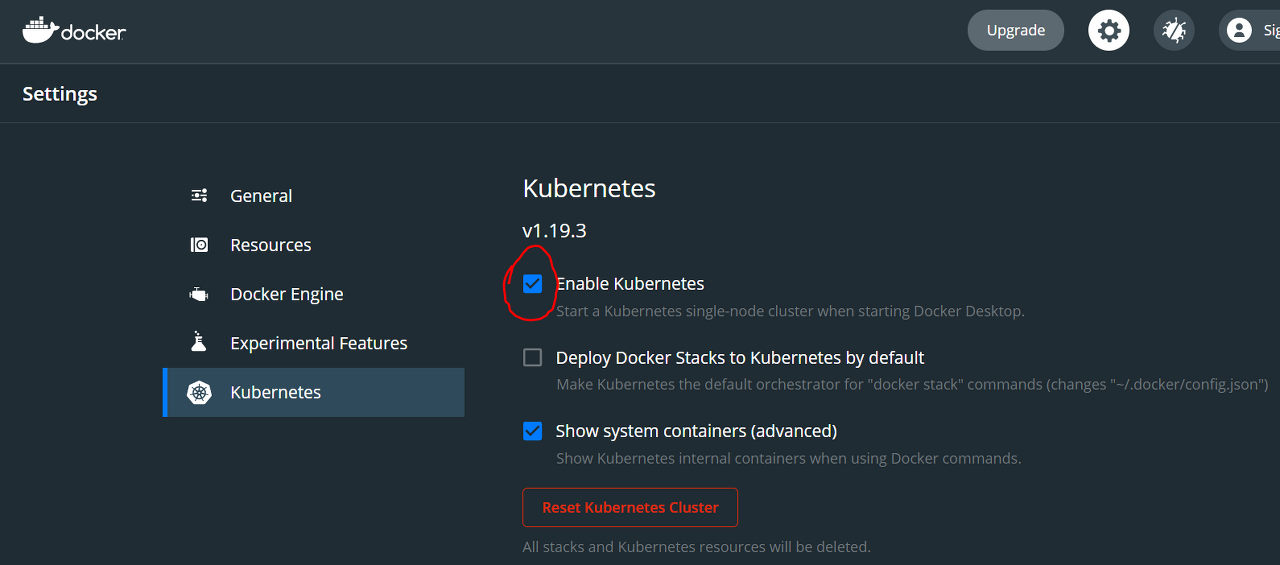 docker
Upgrade
Settings
General
Resources
Docker Engine
Experimental Features
Kubernetes
Kubernetes
v1.19.3
Enable Kubernetes
Start a Kubernetes single-node cluster when starting Docker Desktop.
Deploy Docker Stacks to Kubernetes by default
Make Kubernetes the default orchestrator for "docker stack" commands (changes "~/.docker/config.json")
Show system containers (advanced)
Show Kubernetes internal containers when using Docker commands.
Reset Kubernetes Cluster
All stacks and Kubernetes resources will be deleted.